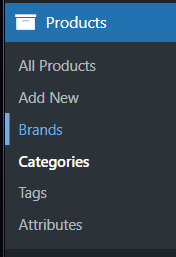 Products
All Products
Add New
Brands
Categories
Tags
Attributes